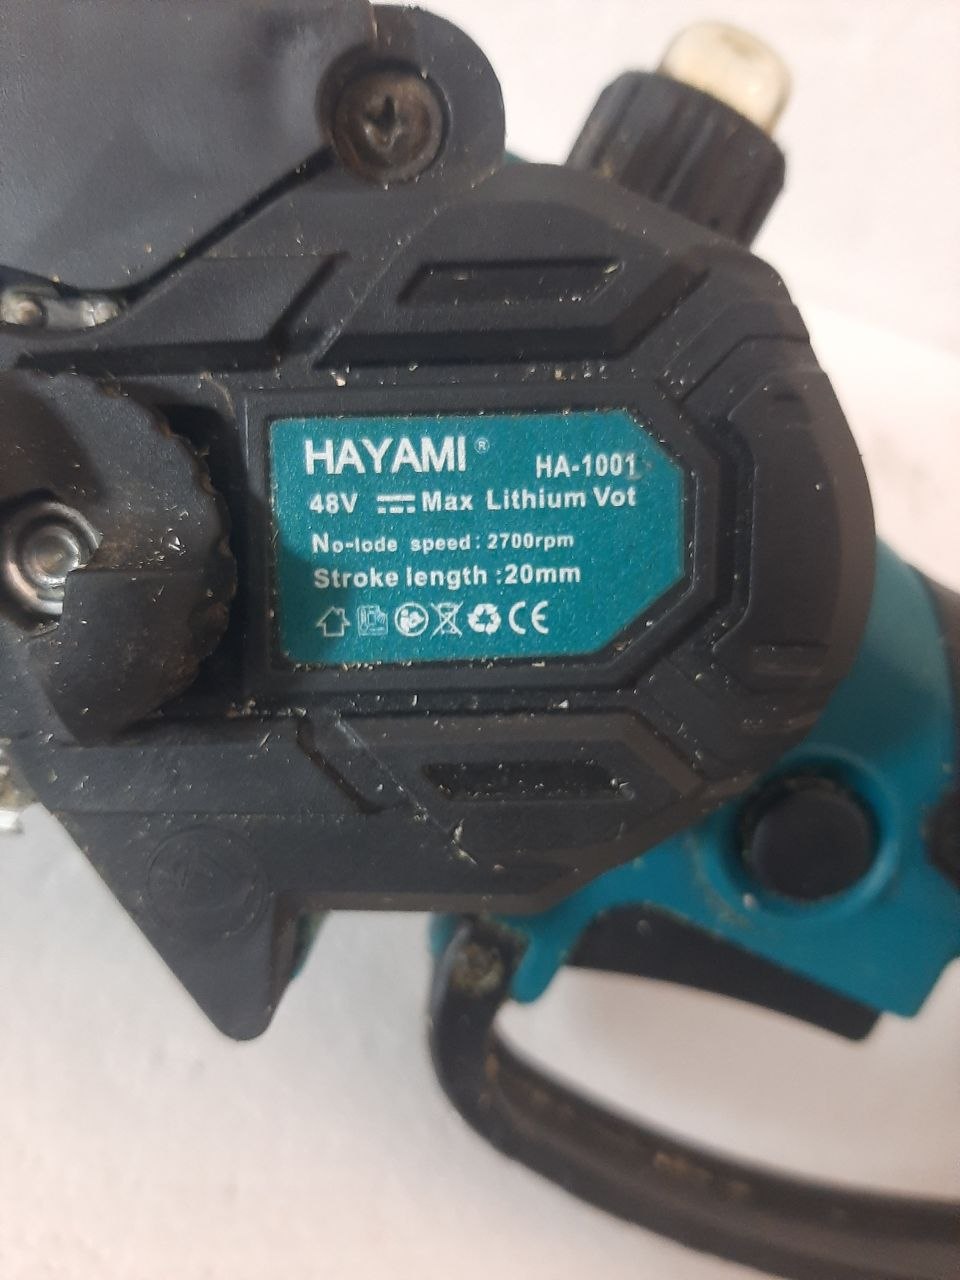 HAYAMI ® HA-1001
48V Max Lithium Vot
No-lode speed: 2700rpm
Stroke length :20mm
CE